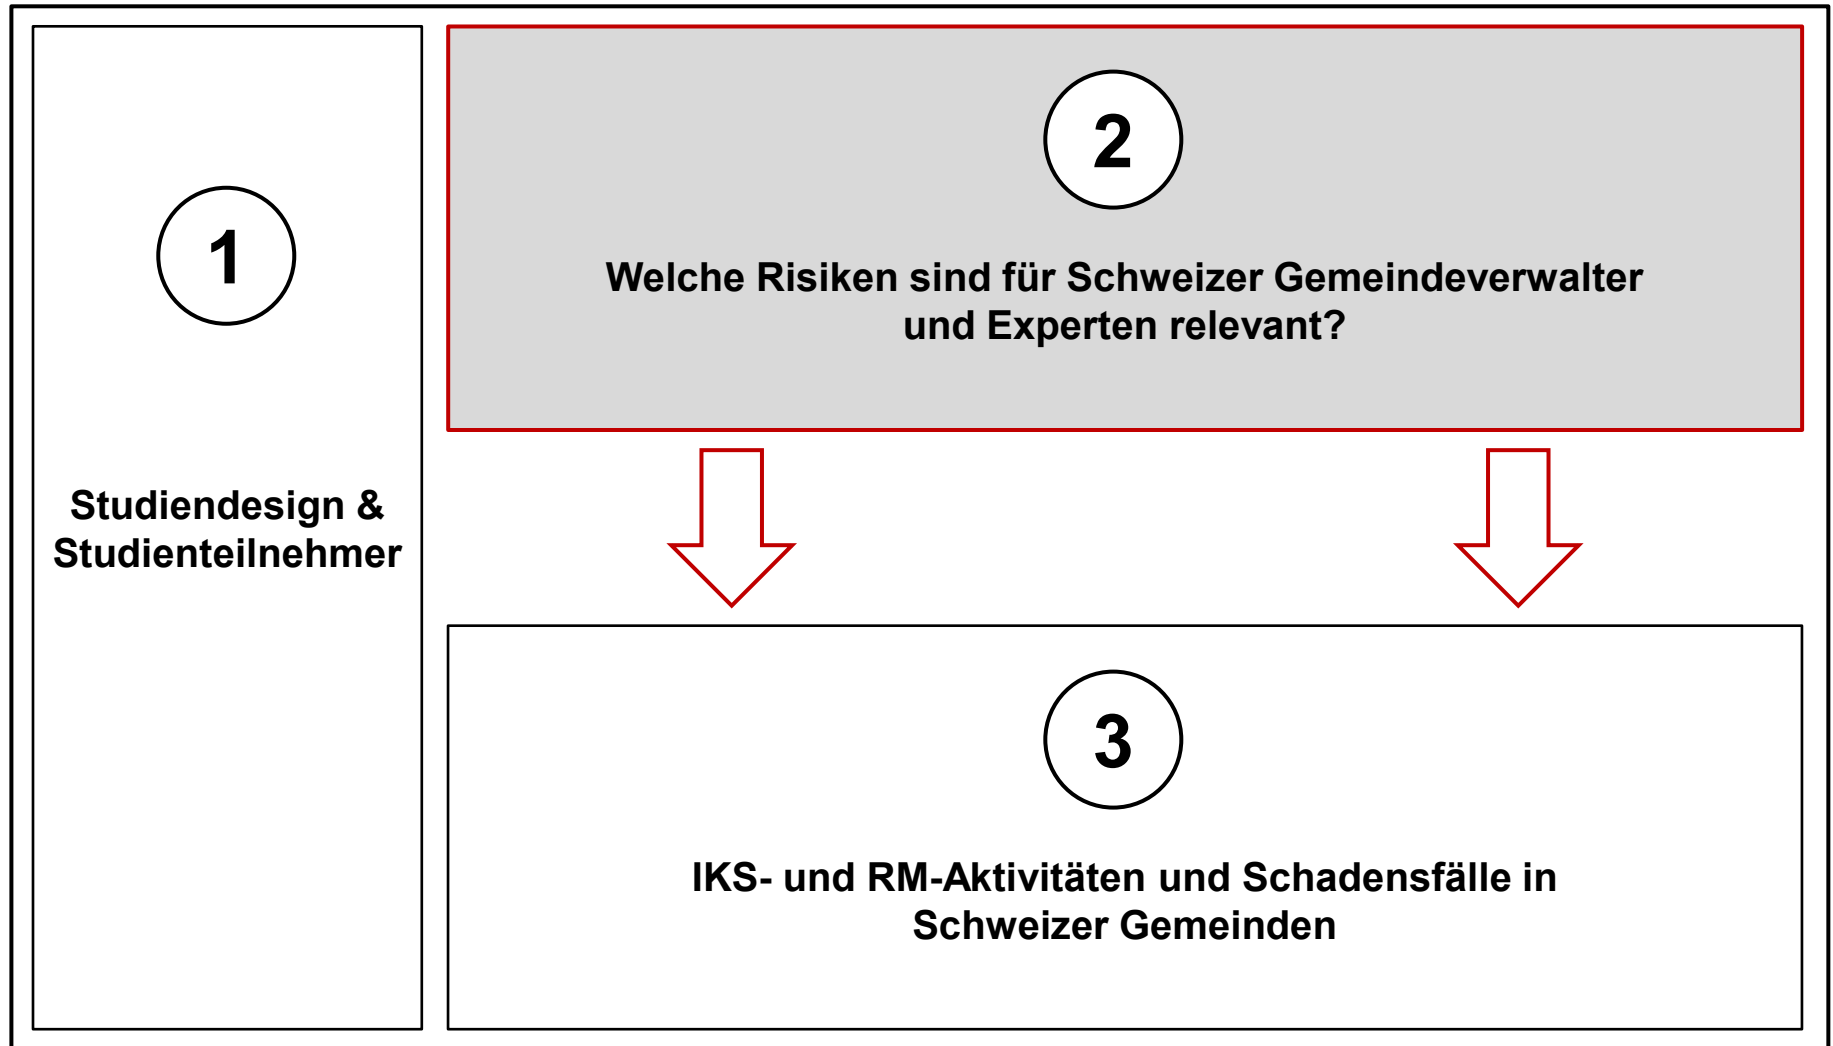 1
Studiendesign &
Studienteilnehmer
2
Welche Risiken sind für Schweizer Gemeindeverwalter
und Experten relevant?
3
IKS- und RM-Aktivitäten und Schadensfälle in
Schweizer Gemeinden